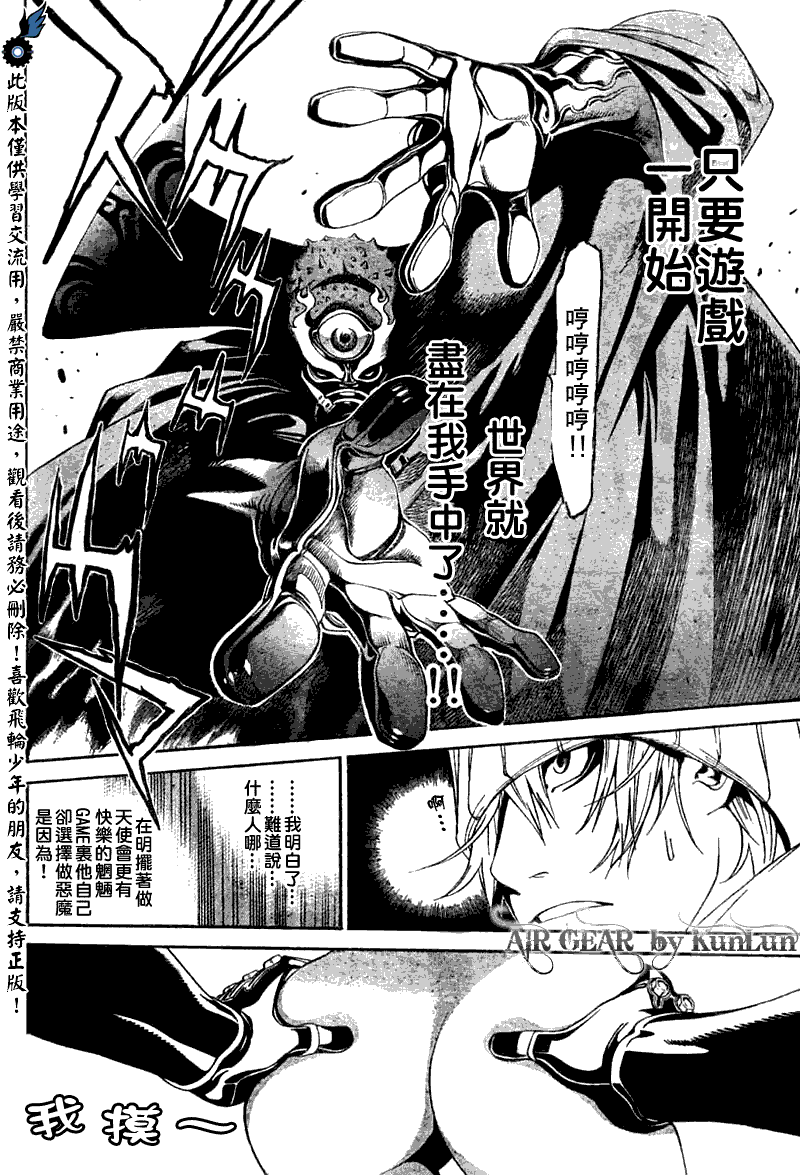 只要遊戲
一開始
哼哼哼哼哼!!
世界就
盡在我手中了……!!
啊…
……我明白了…
……難道說…
什麼人哪…
在明擺著做
天使會更有
快樂的魍魎
GAME裏他自己
卻選擇做惡魔
是因為！
AIR GEAR by KunLun
我摸～
此版本僅供學習交流用，嚴禁商業用途，觀看後請務必刪除！喜歡飛輪少年的朋友，請支持正版！